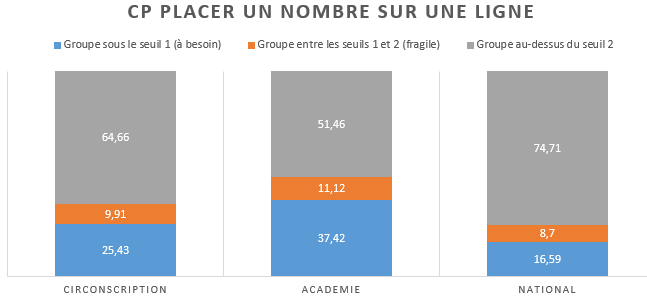 CP PLACER UN NOMBRE SUR UNE LIGNE
Groupe sous le seuil 1 (à besoin) Groupe entre les seuils 1 et 2 (fragile) Groupe au-dessus du seuil 2
64,66 51,46 74,71
9,91 11,12 8,7
25,43 37,42 16,59
CIRCONSCRIPTION ACADEMIE NATIONAL